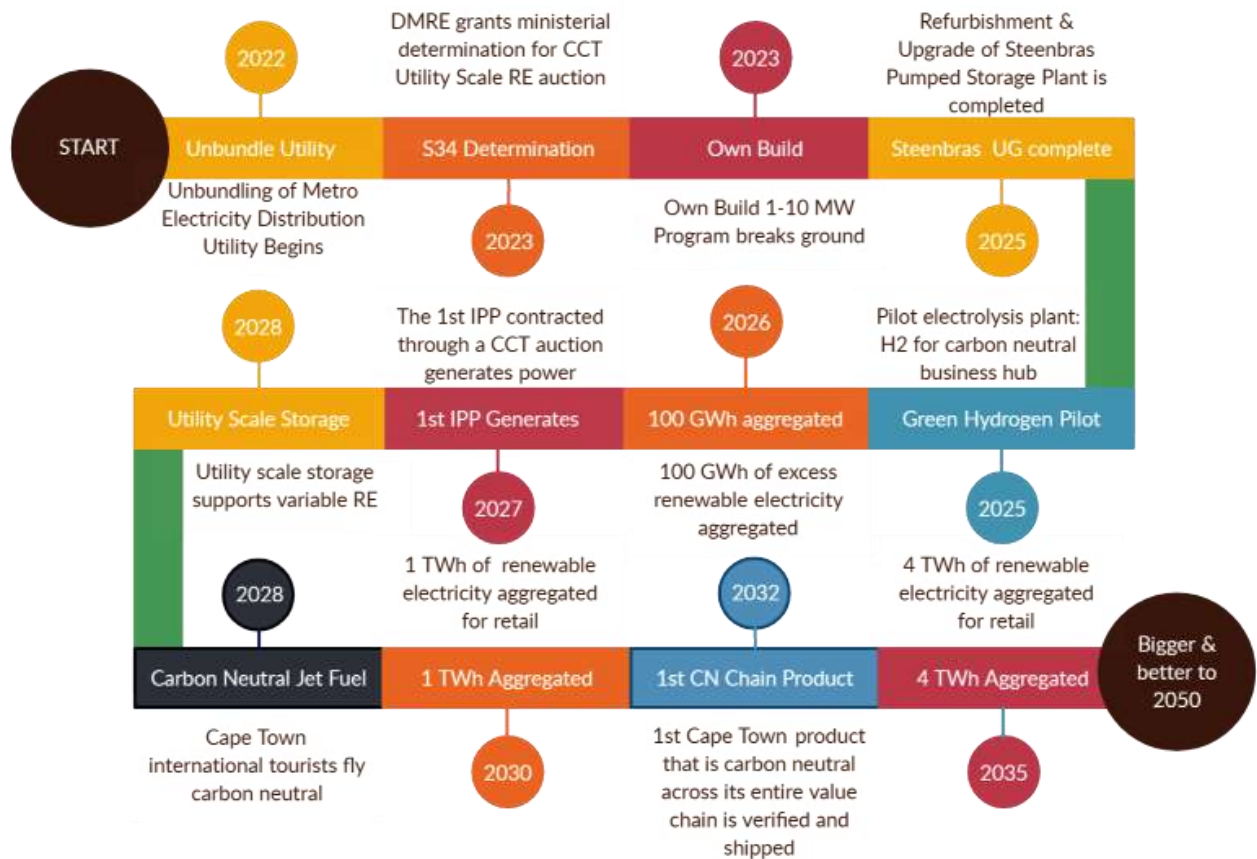 START
2022
Unbundle Utility
Unbundling of Metro
Electricity Distribution
Utility Begins
DMRE grants ministerial
determination for CCT
Utility Scale RE auction
S34 Determination
2023
2023
Own Build
Own Build 1-10 MW
Program breaks ground
Refurbishment &
Upgrade of Steenbras
Pumped Storage Plant is
completed
Steenbras UG complete
2025
Pilot electrolysis plant:
H2 for carbon neutral
business hub
Green Hydrogen Pilot
2025
2026
100 GWh aggregated
100 GWh of excess
renewable electricity
aggregated
The 1st IPP contracted
through a CCT auction
generates power
1st IPP Generates
2027
2028
Utility Scale Storage
Utility scale storage
supports variable RE
2028
Carbon Neutral Jet Fuel
Cape Town
international tourists fly
carbon neutral
1 TWh of renewable
electricity aggregated
for retail
1 TWh Aggregated
2030
2032
1st CN Chain Product
1st Cape Town product
that is carbon neutral
across its entire value
chain is verified and
shipped
4 TWh of renewable
electricity aggregated
for retail
4 TWh Aggregated
2035
Bigger &
better to
2050